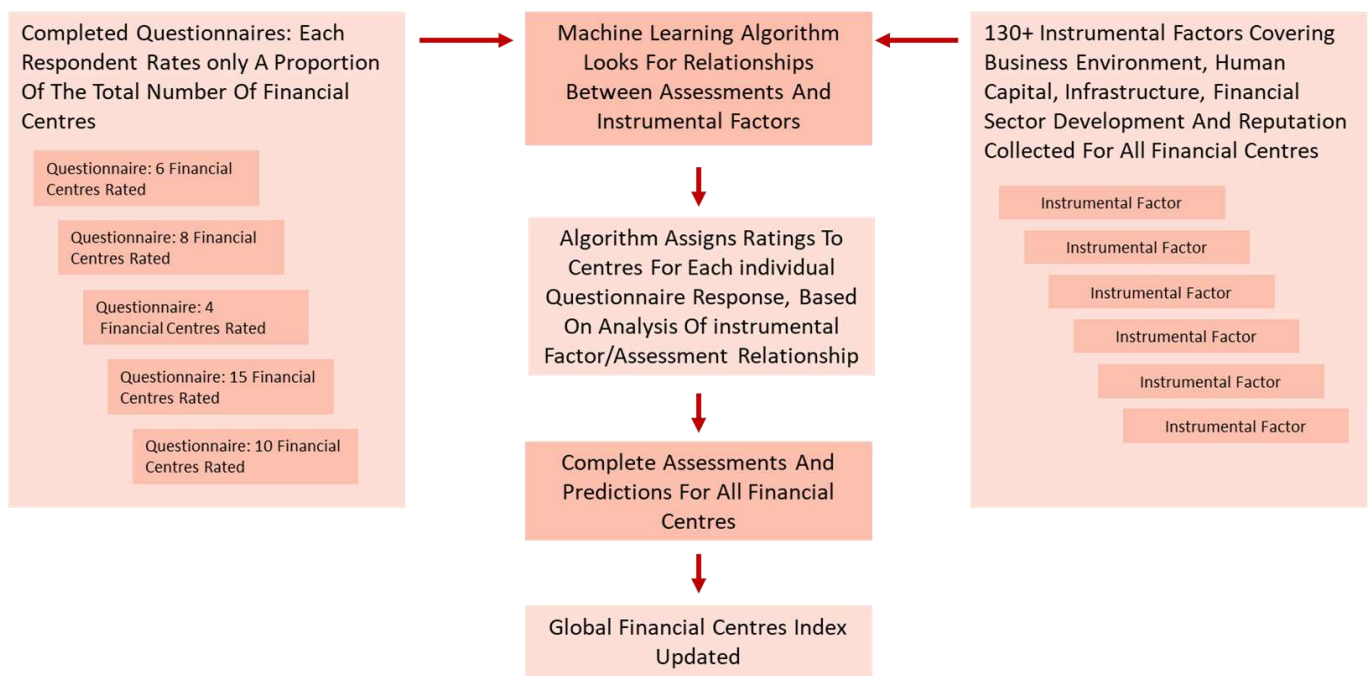 Completed Questionnaires: Each
Respondent Rates only A Proportion
Of The Total Number Of Financial
Centres
Questionnaire: 6 Financial
Centres Rated
Questionnaire: 8 Financial
Centres Rated
Questionnaire: 4
Financial Centres Rated
Questionnaire: 15 Financial
Centres Rated
Questionnaire: 10 Financial
Centres Rated
Machine Learning Algorithm
Looks For Relationships
Between Assessments And
Instrumental Factors
Algorithm Assigns Ratings To
Centres For Each individual
Questionnaire Response, Based
On Analysis Of instrumental
Factor/Assessment Relationship
Complete Assessments And
Predictions For All Financial
Centres
Global Financial Centres Index
Updated
130+ Instrumental Factors Covering
Business Environment, Human
Capital, Infrastructure, Financial
Sector Development And Reputation
Collected For All Financial Centres
Instrumental Factor
Instrumental Factor
Instrumental Factor
Instrumental Factor
Instrumental Factor
Instrumental Factor